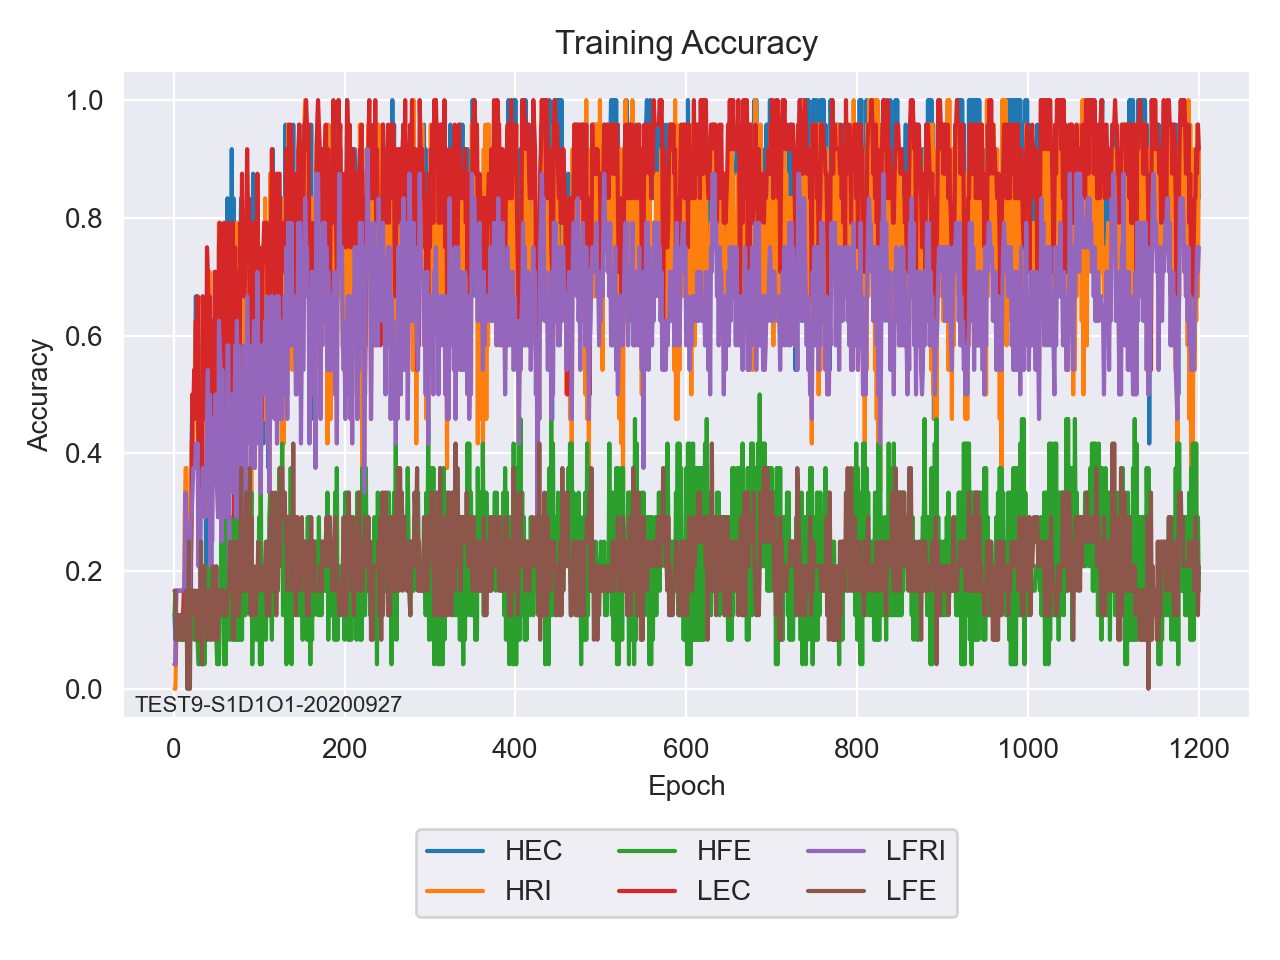 Training Accuracy
1.0
0.8
0.6
0.4
0.2
0.0
Accuracy
TEST9-S1D1O1-20200927
0 200 400 600 800 1000 1200
Epoch
HEC HFE LFRI
HRI LEC LFE